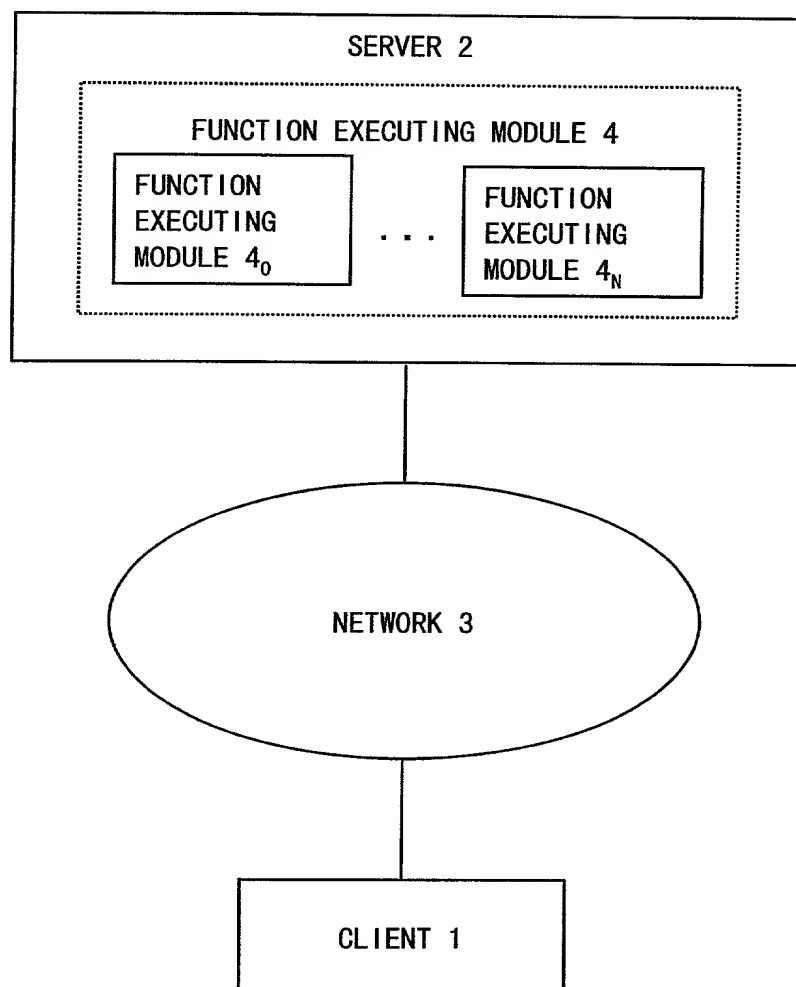 SERVER 2
FUNCTION EXECUTING MODULE 4
FUNCTION
EXECUTING
MODULE 4₀
...
FUNCTION
EXECUTING
MODULE 4ₙ
NETWORK 3
CLIENT 1